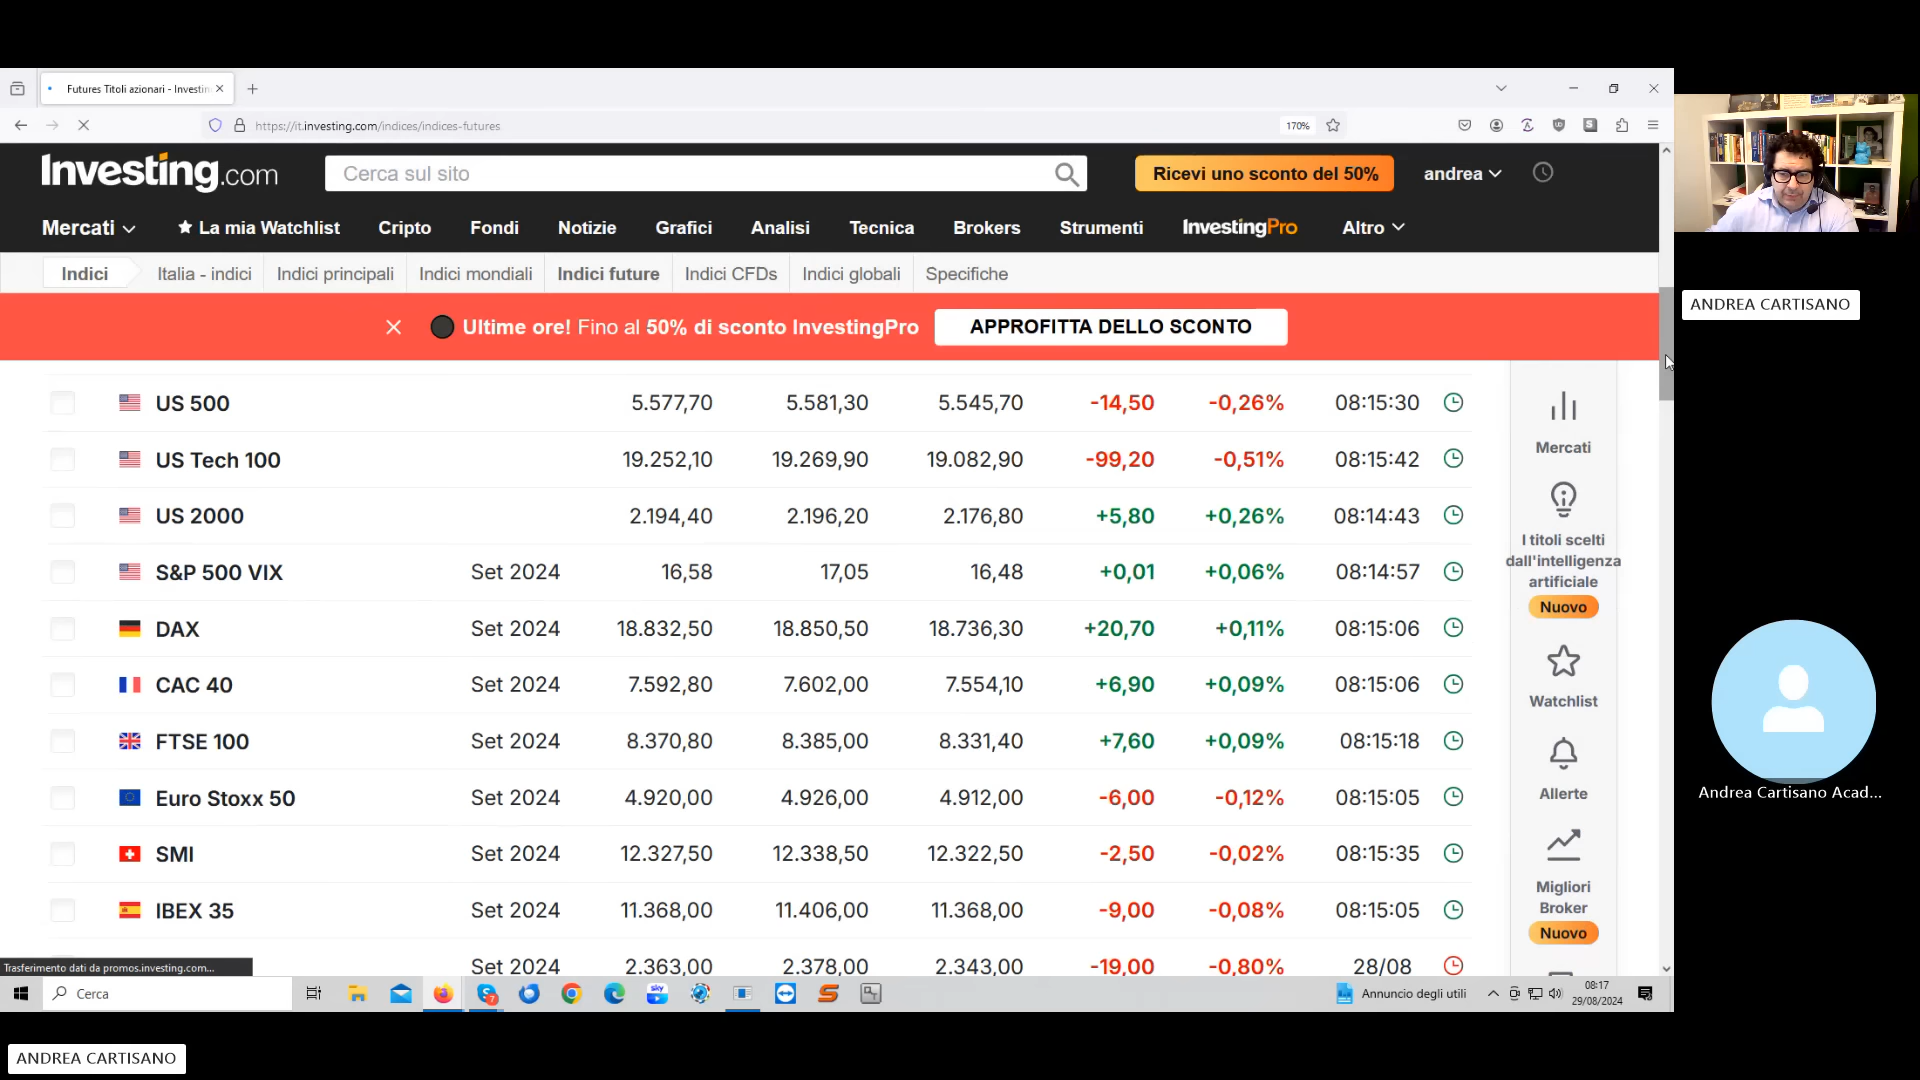 Futures Titoli azionari - Investin
https://it.investing.com/indices/indices-futures
170%
Investing.com
Cerca sul sito
Ricevi uno sconto del 50%
andrea
Mercati
La mia Watchlist
Cripto
Fondi
Notizie
Grafici
Analisi
Tecnica
Brokers
Strumenti
InvestingPro
Altro
Indici
Italia - indici
Indici principali
Indici mondiali
Indici future
Indici CFDs
Indici globali
Specifiche
Ultime ore! Fino al 50% di sconto InvestingPro
APPROFITTA DELLO SCONTO
US 500 5.577,70 5.581,30 5.545,70 -14,50 -0,26% 08:15:30
US Tech 100 19.252,10 19.269,90 19.082,90 -99,20 -0,51% 08:15:42
US 2000 2.194,40 2.196,20 2.176,80 +5,80 +0,26% 08:14:43
S&P 500 VIX Set 2024 16,58 17,05 16,48 +0,01 +0,06% 08:14:57
DAX Set 2024 18.832,50 18.850,50 18.736,30 +20,70 +0,11% 08:15:06
CAC 40 Set 2024 7.592,80 7.602,00 7.554,10 +6,90 +0,09% 08:15:06
FTSE 100 Set 2024 8.370,80 8.385,00 8.331,40 +7,60 +0,09% 08:15:18
Euro Stoxx 50 Set 2024 4.920,00 4.926,00 4.912,00 -6,00 -0,12% 08:15:05
SMI Set 2024 12.327,50 12.338,50 12.322,50 -2,50 -0,02% 08:15:35
IBEX 35 Set 2024 11.368,00 11.406,00 11.368,00 -9,00 -0,08% 08:15:05
Set 2024 2.363,00 2.378,00 2.343,00 -19,00 -0,80% 28/08
Mercati
I titoli scelti
dall'intelligenza
artificiale
Nuovo
Watchlist
Allerte
Migliori
Broker
Nuovo
Trasferimento dati da promos.investing.com...
Cerca
sky
7
S
Annuncio degli utili
08:17
29/08/2024
ANDREA CARTISANO
Andrea Cartisano Acad...
ANDREA CARTISANO